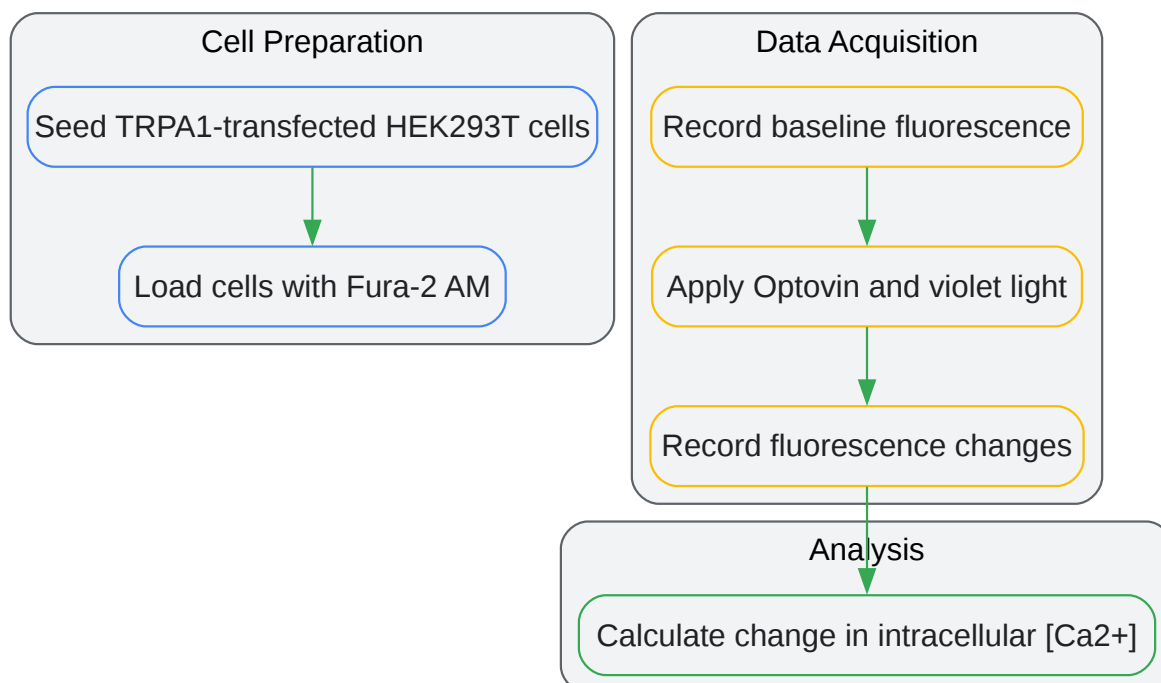 Cell Preparation
Seed TRPA1-transfected HEK293T cells
Load cells with Fura-2 AM
Data Acquisition
Record baseline fluorescence
Apply Optovin and violet light
Record fluorescence changes
Analysis
Calculate change in intracellular [Ca2+]